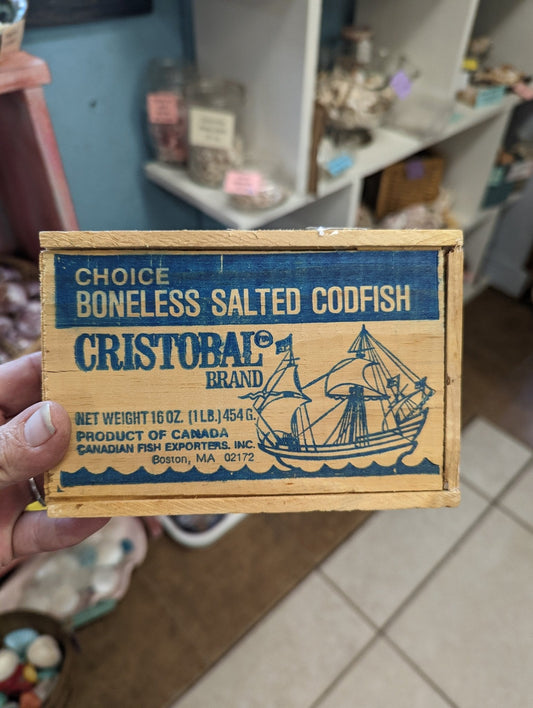 CHOICE
BONELESS SALTED CODFISH
CRISTOBAL
BRAND
NET WEIGHT 16 OZ. (1 LB.) 454 G.
PRODUCT OF CANADA
CANADIAN FISH EXPORTERS, INC.
Boston, MA 02172